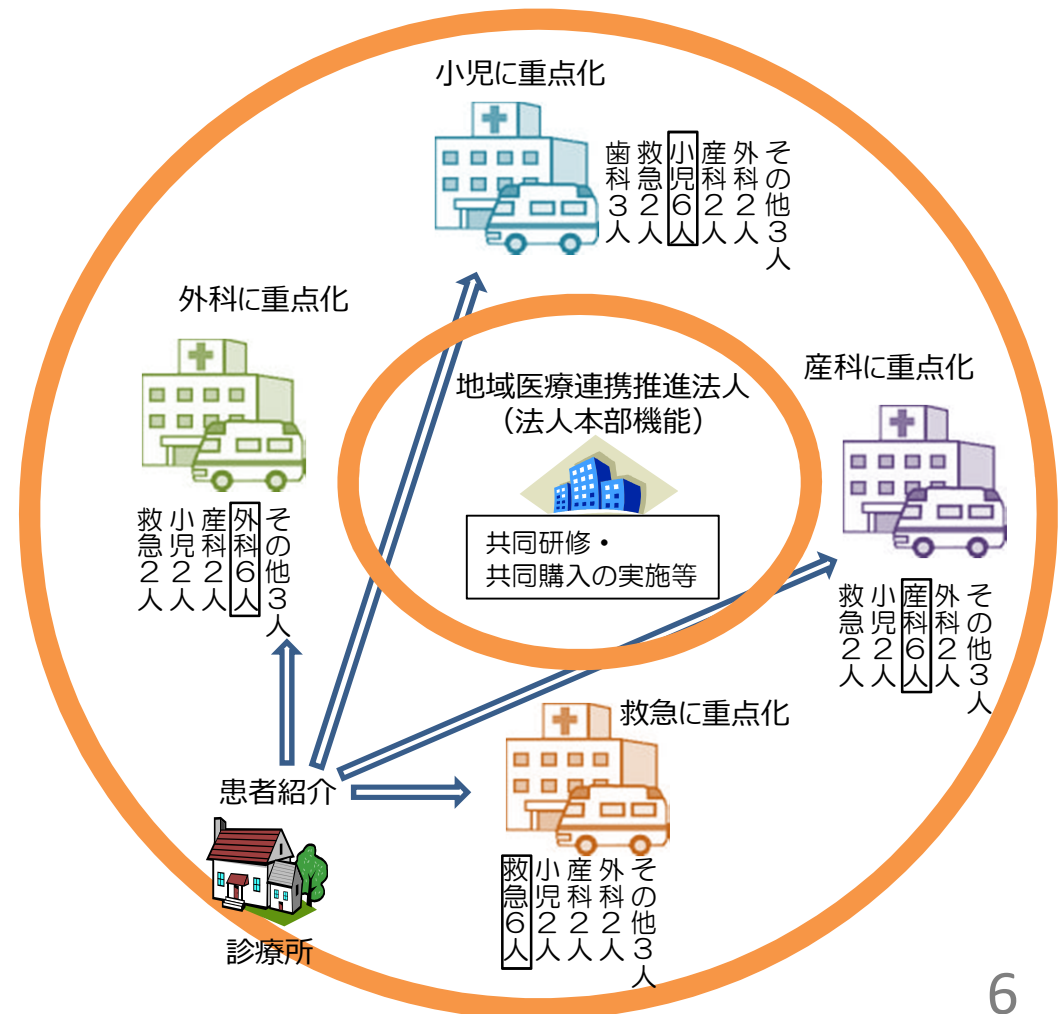 小児に重点化
歯科３人
救急２人
小児６人
産科２人
外科２人
その他３人
外科に重点化
救急２人
小児２人
産科２人
外科６人
その他３人
地域医療連携推進法人
（法人本部機能）
共同研修・
共同購入の実施等
産科に重点化
救急２人
小児２人
産科６人
外科２人
その他３人
救急に重点化
救急６人
小児２人
産科２人
外科２人
その他３人
患者紹介
診療所
6